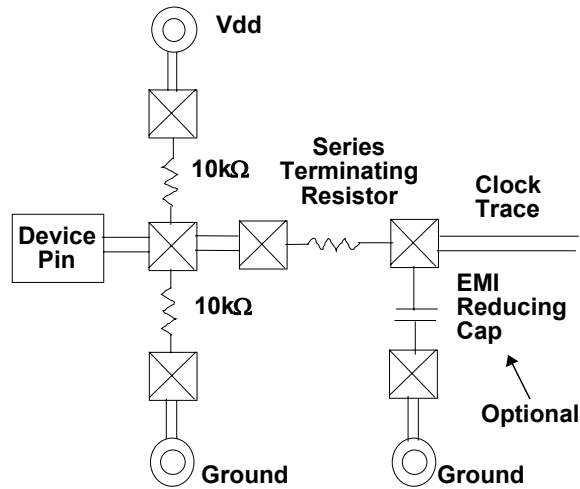 Vdd
10kΩ
Series
Terminating
Resistor
Clock
Trace
Device
Pin
10kΩ
EMI
Reducing
Cap
Optional
Ground
Ground